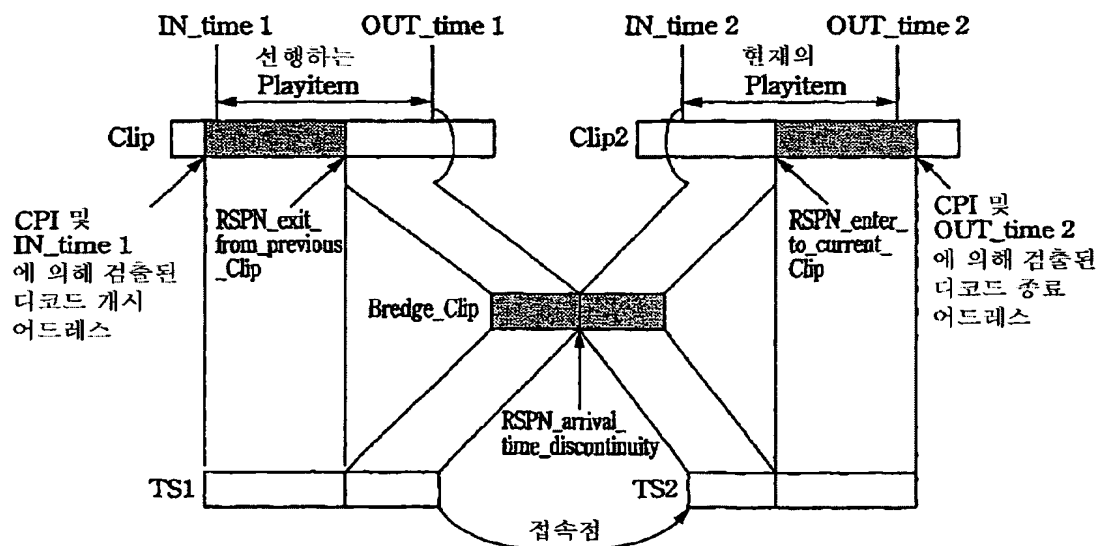 IN_time 1
OUT_time 1
IN_time 2
OUT_time 2
선행하는
Playitem
현재의
Playitem
Clip
Clip2
CPI 및
IN_time 1
에 의해 검출된
디코드 개시
어드레스
RSPN_exit_
from_previous
_Clip
RSPN_enter_
to_current_
Clip
CPI 및
OUT_time 2
에 의해 검출된
디코드 종료
어드레스
Bredge_Clip
RSPN_arrival_
time_discontinuity
TS1
TS2
접속점